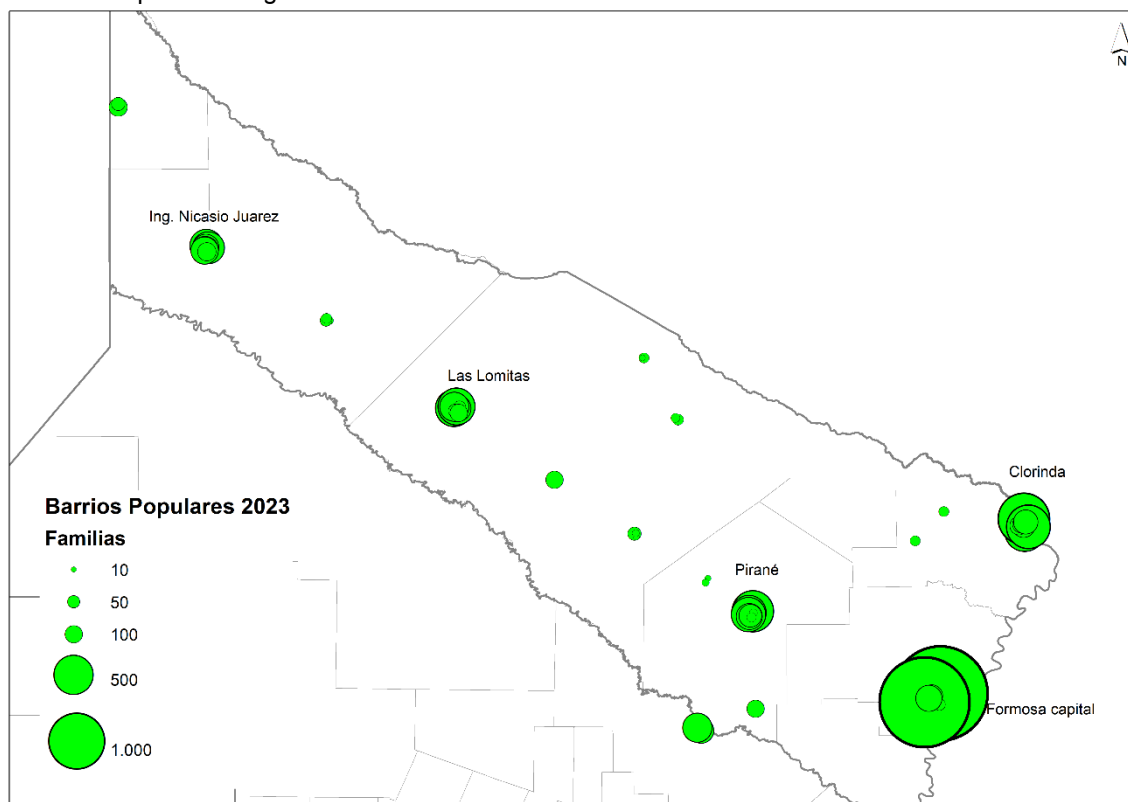 N
Ing. Nicasio Juarez
Las Lomitas
Clorinda
Pirané
Formosa capital
Barrios Populares 2023
Familias
10
50
100
500
1.000